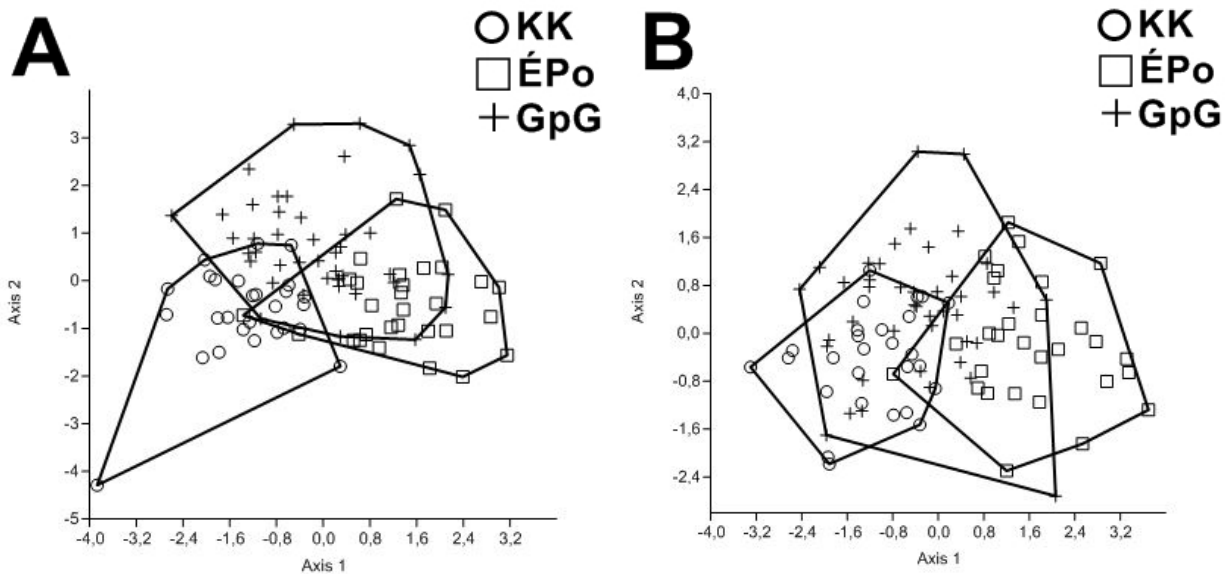 A
KK
ÉPo
GpG
3
2
1
0
-1
-2
-3
-4
-5
Axis 2
-4,0 -3,2 -2,4 -1,6 -0,8 0,0 0,8 1,6 2,4 3,2
Axis 1
B
KK
ÉPo
GpG
4,0
3,2
2,4
1,6
0,8
0,0
-0,8
-1,6
-2,4
Axis 2
-4,0 -3,2 -2,4 -1,6 -0,8 0,0 0,8 1,6 2,4 3,2
Axis 1